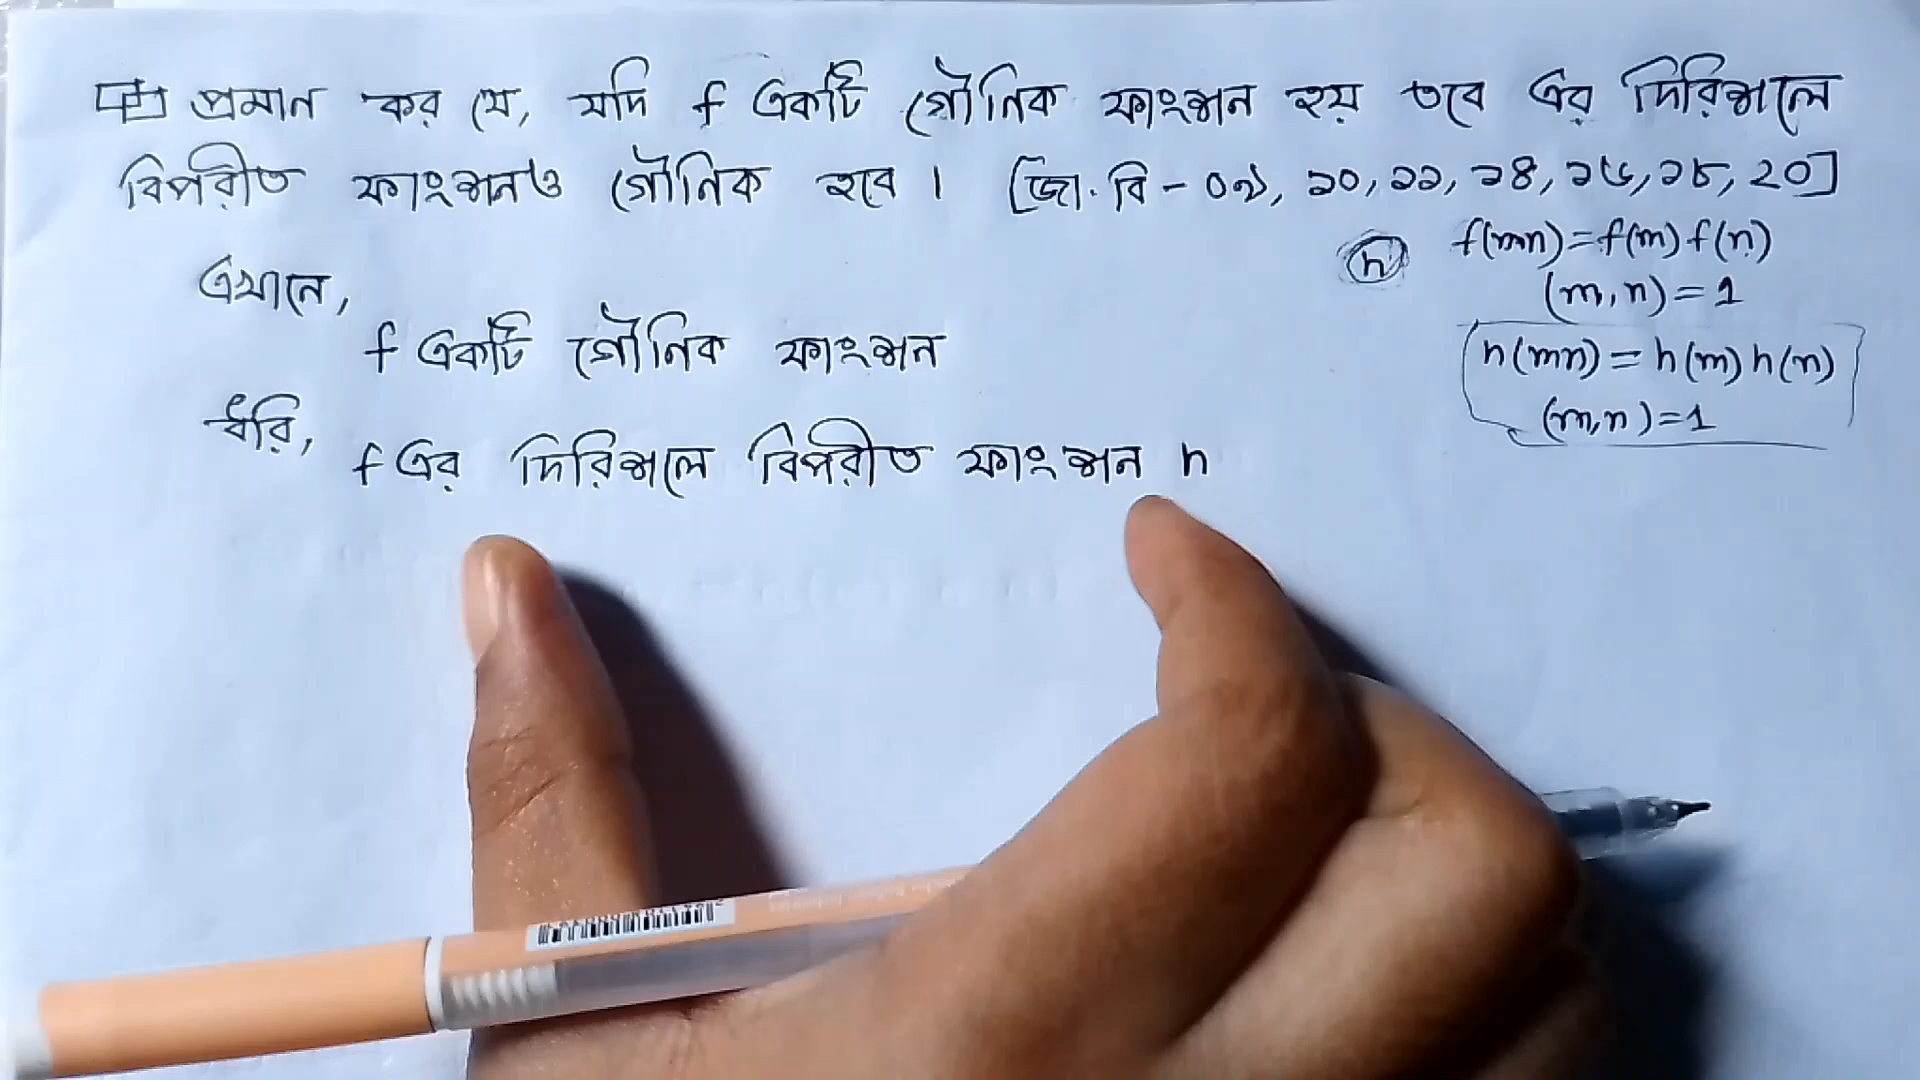 প্রমান কর যে, যদি f একটি গৌনিক ফাংশন হয় তবে এর দিরিশলে
বিপরীত ফাংশনও গৌনিক হবে । [জা. বি - ০৯, ১০, ১১, ১৪, ১৬, ১৮, ২০]
f(mn)=f(m) f(n)
h
(m,n)=1
এখানে,
f একটি গৌনিক ফাংশন
h(mn) = h(m) h(n)
(m,n)=1
ধরি,
f এর দিরিশলে বিপরীত ফাংশন h